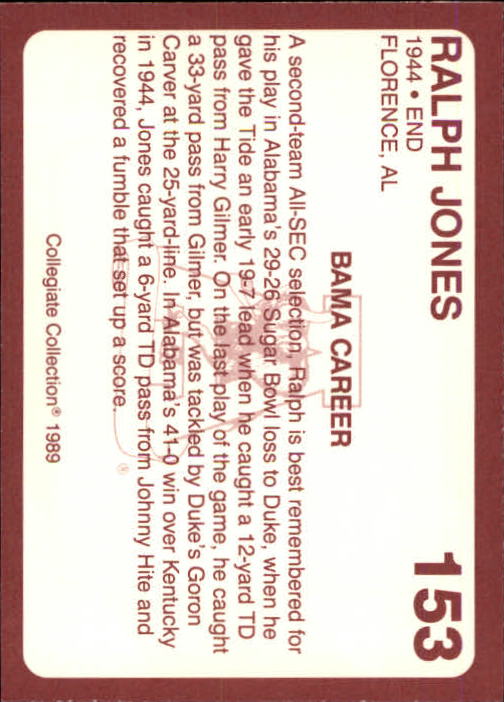 RALPH JONES 153
1944 • END
FLORENCE, AL
BAMA CAREER
A second-team All-SEC selection, Ralph is best remembered for
his play in Alabama's 29-26 Sugar Bowl loss to Duke, when he
gave the Tide an early 19-7 lead when he caught a 12-yard TD
pass from Harry Gilmer. On the last play of the game, he caught
a 33-yard pass from Gilmer, but was tackled by Duke's Goron
Carver at the 25-yard-line. In Alabama's 41-0 win over Kentucky
in 1944, Jones caught a 6-yard TD pass from Johnny Hite and
recovered a fumble that set up a score.
®
Collegiate Collection® 1989